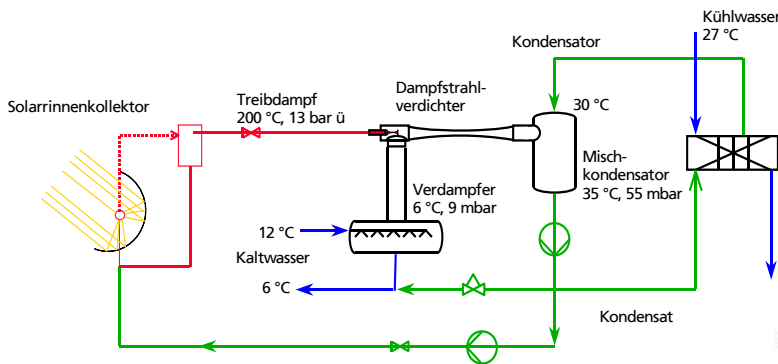 Kühlwasser
27 °C
Kondensator
Dampfstrahl-
verdichter
Treibdampf
200 °C, 13 bar ü
Solarrinnenkollektor
30 °C
Misch-
kondensator
35 °C, 55 mbar
Verdampfer
6 °C, 9 mbar
12 °C
Kaltwasser
6 °C
Kondensat